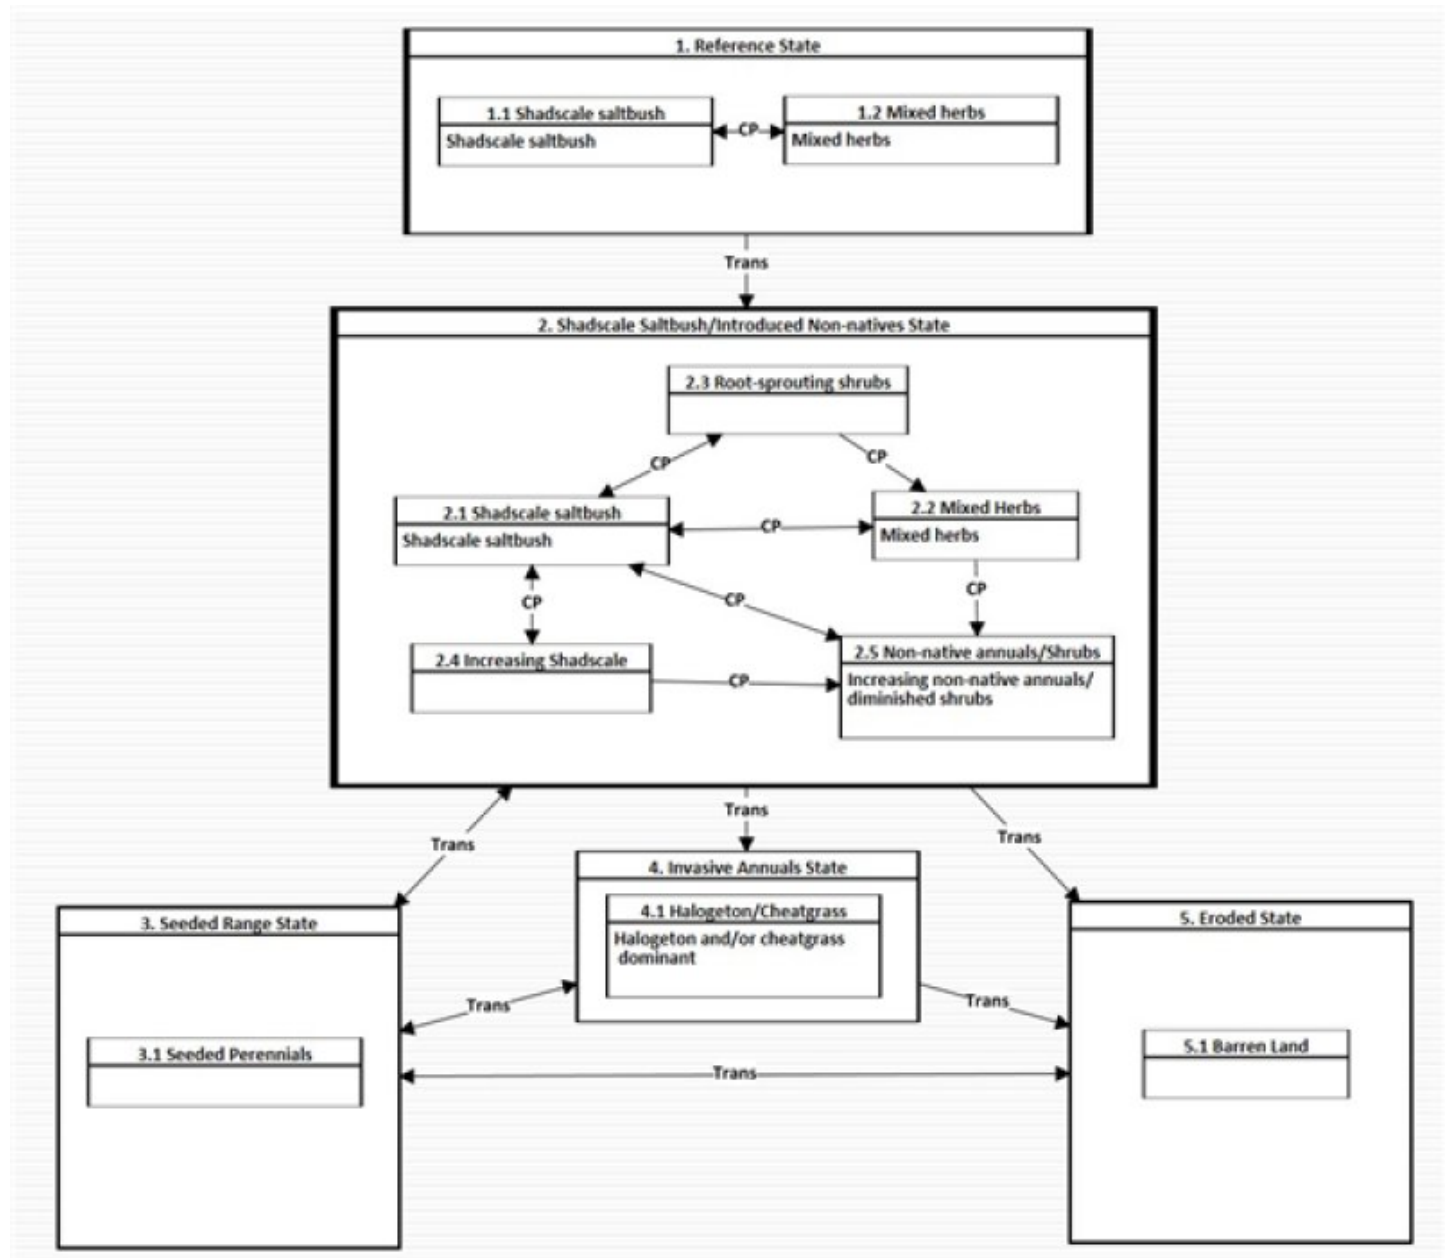 1. Reference State
1.1 Shadscale saltbush
Shadscale saltbush
CP
1.2 Mixed herbs
Mixed herbs
Trans
2. Shadscale Saltbush/Introduced Non-natives State
2.3 Root-sprouting shrubs
CP
CP
2.1 Shadscale saltbush
Shadscale saltbush
CP
2.2 Mixed Herbs
Mixed herbs
CP
CP
CP
2.4 Increasing Shadscale
CP
2.5 Non-native annuals/Shrubs
Increasing non-native annuals/
diminished shrubs
Trans
Trans
Trans
3. Seeded Range State
3.1 Seeded Perennials
4. Invasive Annuals State
4.1 Halogeton/Cheatgrass
Halogeton and/or cheatgrass
dominant
5. Eroded State
5.1 Barren Land
Trans
Trans
Trans